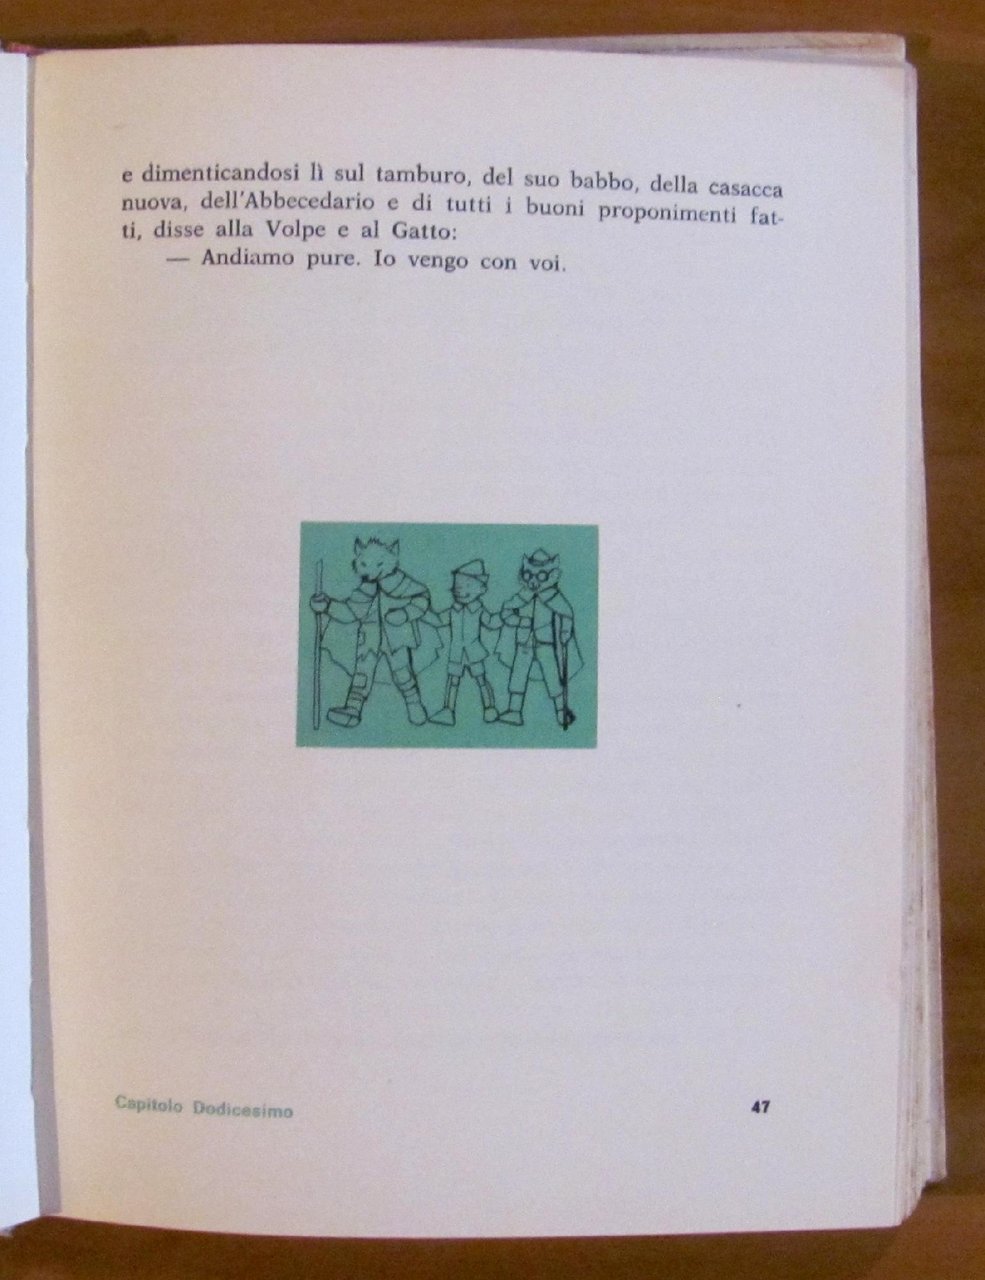 e dimenticandosi lì sul tamburo, del suo babbo, della casacca
nuova, dell'Abbecedario e di tutti i buoni proponimenti fat-
ti, disse alla Volpe e al Gatto:
— Andiamo pure. Io vengo con voi.
Capitolo Dodicesimo 47